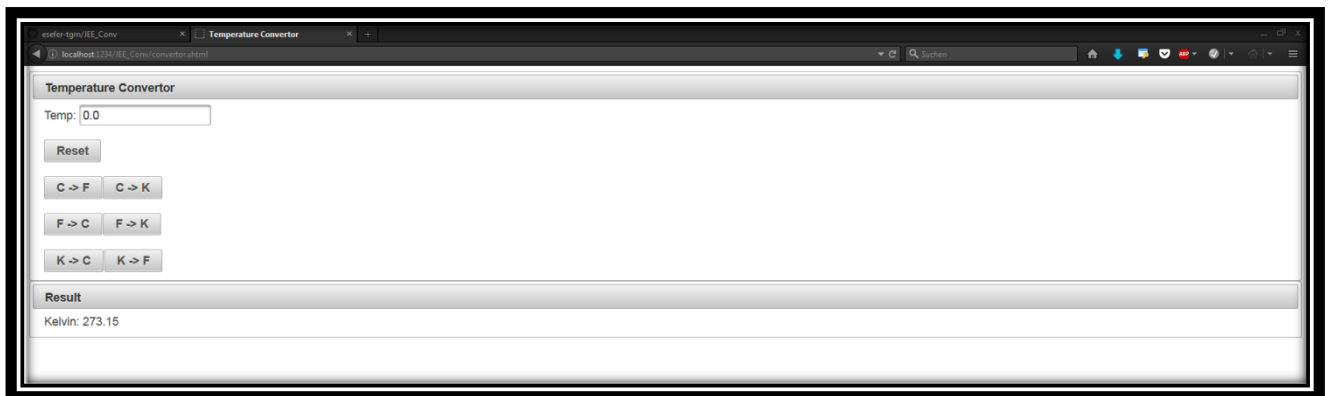 esefer-tgm/JEE_Conv × Temperature Convertor × +
localhost:1234/JEE_Conv/convertor.xhtml Suchen ABP
Temperature Convertor
Temp: 0.0
Reset
C -> F C -> K
F -> C F -> K
K -> C K -> F
Result
Kelvin: 273.15